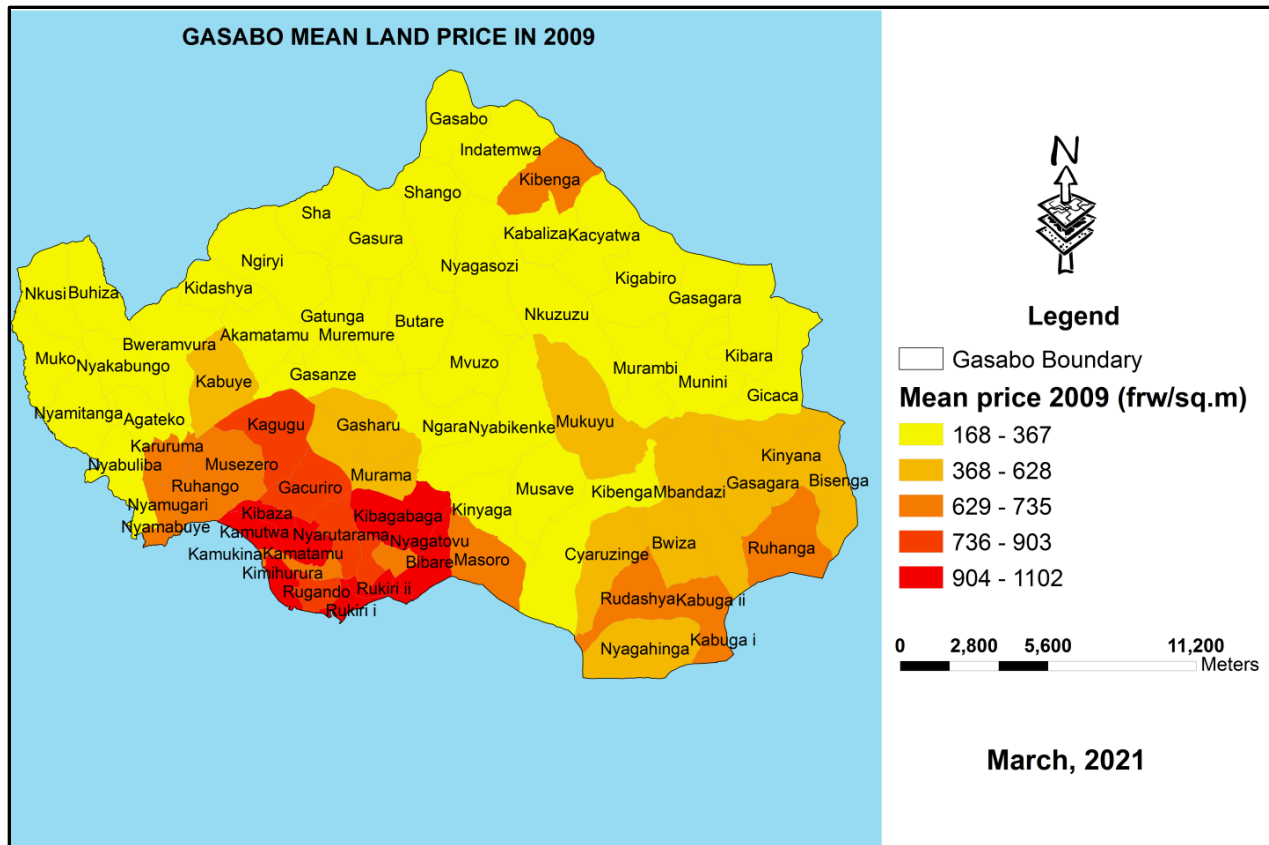 GASABO MEAN LAND PRICE IN 2009
Gasabo
Indatemwa
Kibenga
Shango
Sha
Gasura
Kabaliza
Kacyatwa
Ngiryi
Nyagasozi
Kigabiro
Kidashya
Nkusi
Buhiza
Gasagara
Gatunga
Butare
Nkuzuzu
Akamatamu
Muremure
Bweramvura
Muko
Nyakabungo
Mvuzo
Murambi
Kibara
Gasanze
Kabuye
Munini
Gicaca
Nyamitanga
Agateko
Kagugu
Gasharu
Ngara
Nyabikenke
Mukuyu
Karuruma
Nyabuliba
Musezero
Kinyana
Ruhango
Gacuriro
Murama
Musave
Kibenga
Mbandazi
Gasagara
Bisenga
Nyamugari
Kibaza
Kibagabaga
Kinyaga
Nyamabuye
Kamutwa
Nyarutarama
Nyagatovu
Bwiza
Ruhanga
Kamukina
Kamatamu
Bibare
Masoro
Cyaruzinge
Kimihurura
Rugando
Rukiri ii
Rukiri i
Rudashya
Kabuga ii
Nyagahinga
Kabuga i
N
Legend
Gasabo Boundary
Mean price 2009 (frw/sq.m)
168 - 367
368 - 628
629 - 735
736 - 903
904 - 1102
0 2,800 5,600 11,200
Meters
March, 2021